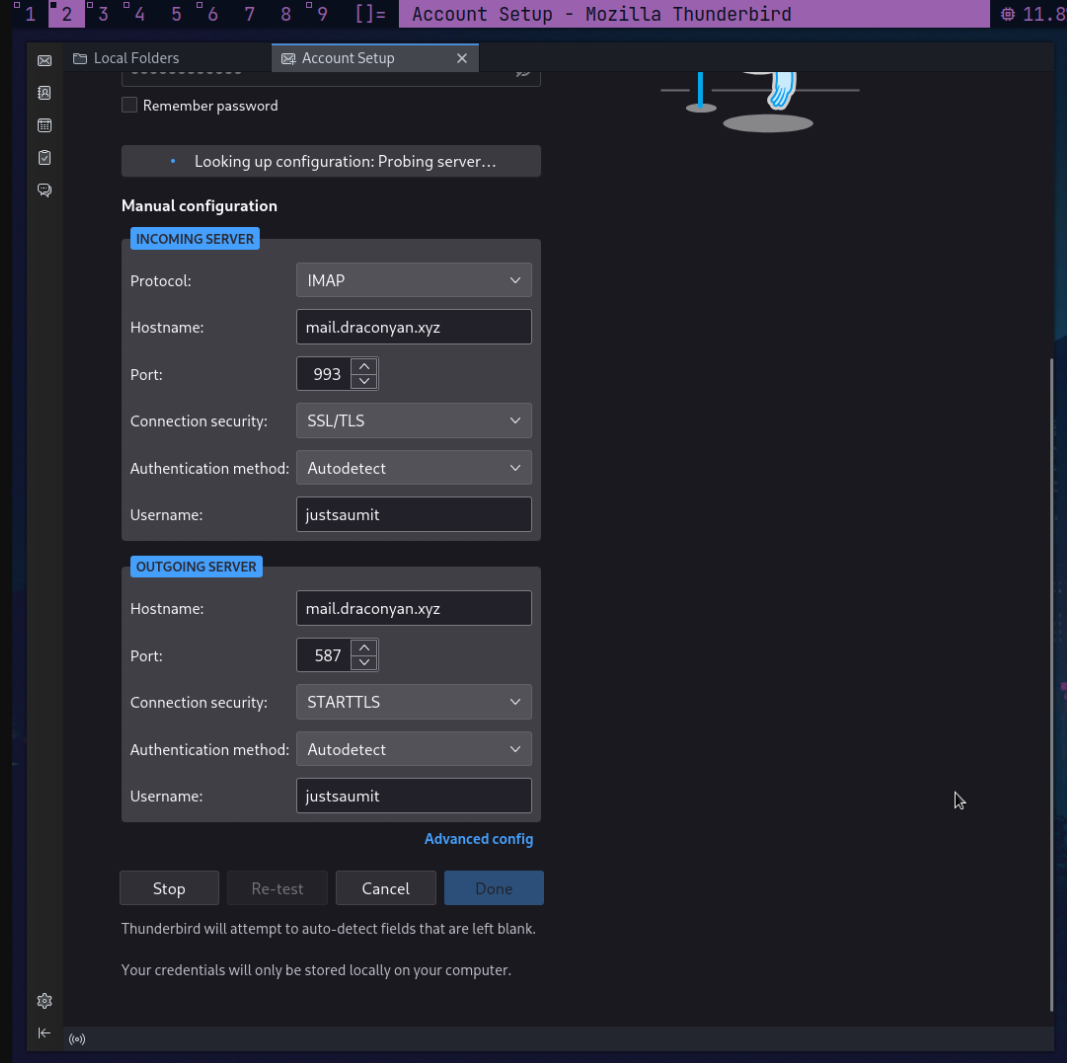 1 2 3 4 5 6 7 8 9 []= Account Setup - Mozilla Thunderbird 11.8
Local Folders Account Setup
Remember password
Looking up configuration: Probing server…
Manual configuration
INCOMING SERVER
Protocol: IMAP
Hostname: mail.draconyan.xyz
Port: 993
Connection security: SSL/TLS
Authentication method: Autodetect
Username: justsaumit
OUTGOING SERVER
Hostname: mail.draconyan.xyz
Port: 587
Connection security: STARTTLS
Authentication method: Autodetect
Username: justsaumit
Advanced config
Stop Re-test Cancel Done
Thunderbird will attempt to auto-detect fields that are left blank.
Your credentials will only be stored locally on your computer.